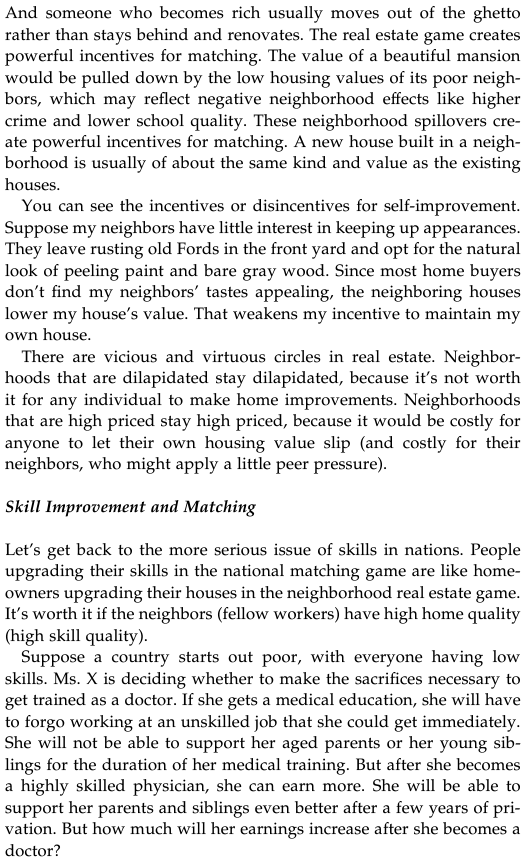 And someone who becomes rich usually moves out of the ghetto
rather than stays behind and renovates. The real estate game creates
powerful incentives for matching. The value of a beautiful mansion
would be pulled down by the low housing values of its poor neigh-
bors, which may reflect negative neighborhood effects like higher
crime and lower school quality. These neighborhood spillovers cre-
ate powerful incentives for matching. A new house built in a neigh-
borhood is usually of about the same kind and value as the existing
houses.
You can see the incentives or disincentives for self-improvement.
Suppose my neighbors have little interest in keeping up appearances.
They leave rusting old Fords in the front yard and opt for the natural
look of peeling paint and bare gray wood. Since most home buyers
don't find my neighbors' tastes appealing, the neighboring houses
lower my house's value. That weakens my incentive to maintain my
own house.
There are vicious and virtuous circles in real estate. Neighbor-
hoods that are dilapidated stay dilapidated, because it's not worth
it for any individual to make home improvements. Neighborhoods
that are high priced stay high priced, because it would be costly for
anyone to let their own housing value slip (and costly for their
neighbors, who might apply a little peer pressure).
Skill Improvement and Matching
Let's get back to the more serious issue of skills in nations. People
upgrading their skills in the national matching game are like home-
owners upgrading their houses in the neighborhood real estate game.
It's worth it if the neighbors (fellow workers) have high home quality
(high skill quality).
Suppose a country starts out poor, with everyone having low
skills. Ms. X is deciding whether to make the sacrifices necessary to
get trained as a doctor. If she gets a medical education, she will have
to forgo working at an unskilled job that she could get immediately.
She will not be able to support her aged parents or her young sib-
lings for the duration of her medical training. But after she becomes
a highly skilled physician, she can earn more. She will be able to
support her parents and siblings even better after a few years of pri-
vation. But how much will her earnings increase after she becomes a
doctor?